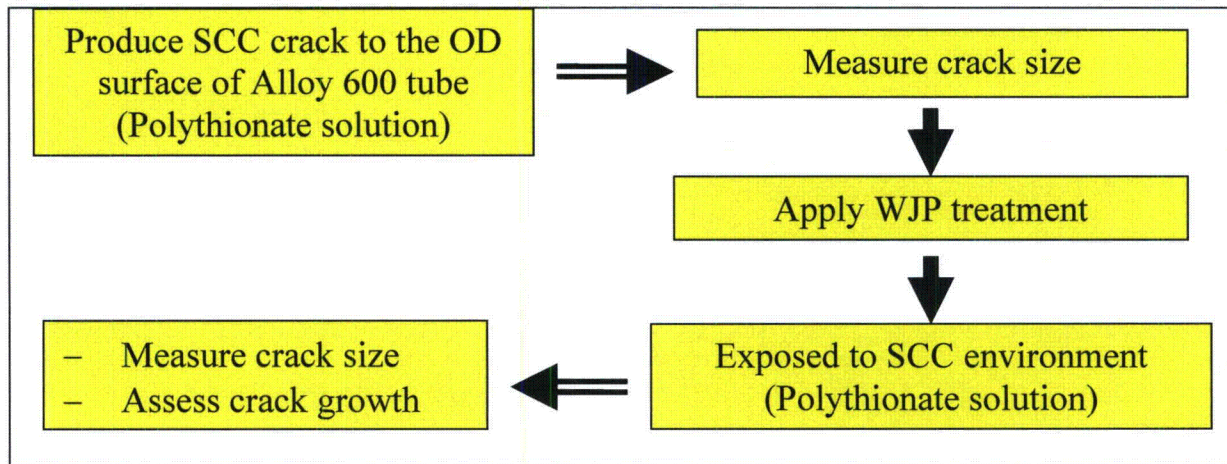 Produce SCC crack to the OD
surface of Alloy 600 tube
(Polythionate solution)
Measure crack size
Apply WJP treatment
Exposed to SCC environment
(Polythionate solution)
– Measure crack size
– Assess crack growth